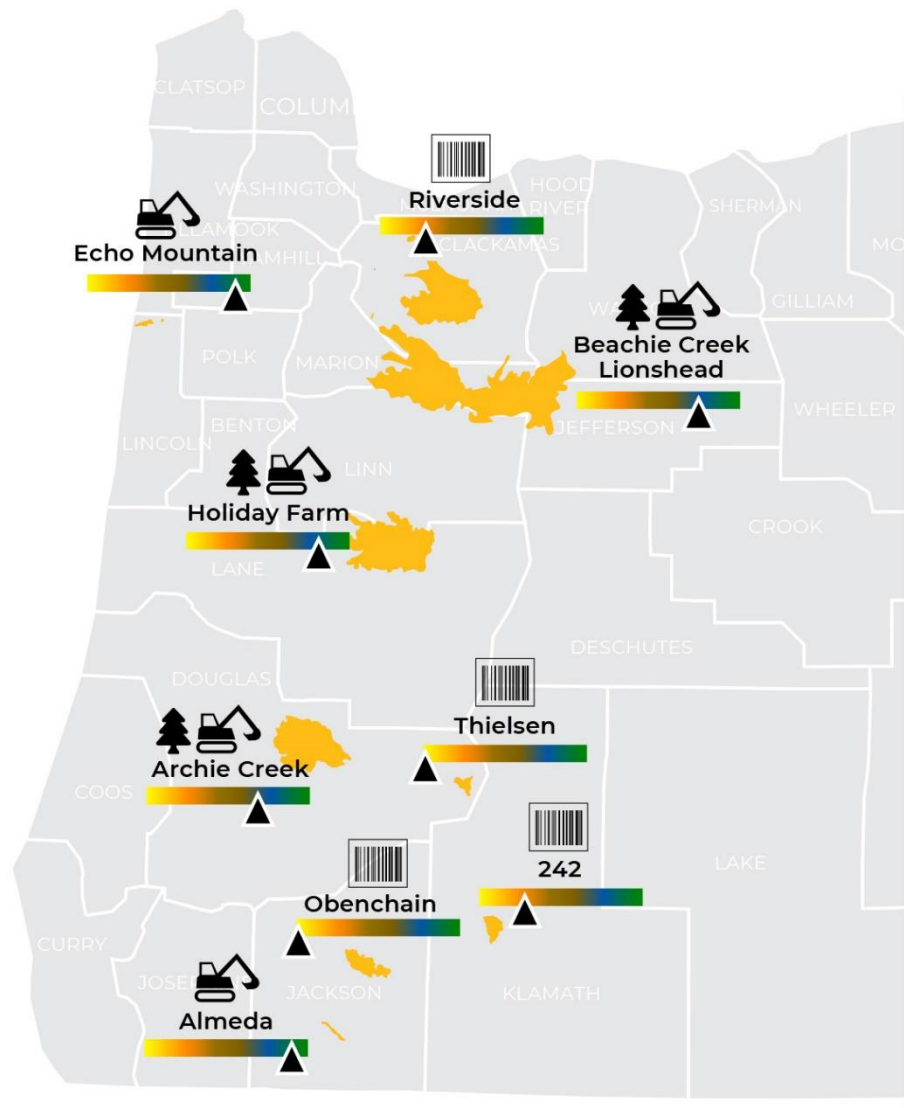 CLATSOP
COLUM
WASHINGTON
HOOD
RIVER
Riverside
SHERMAN
Echo Mountain
CLACKAMAS
GILLIAM
Beachie Creek
Lionshead
POLK
MARION
WHEELER
LINCOLN
BENTON
JEFFERSON
LINN
Holiday Farm
CROOK
LANE
DESCHUTES
DOUGLAS
Thielsen
Archie Creek
COOS
LAKE
242
Obenchain
CURRY
JACKSON
KLAMATH
Almeda